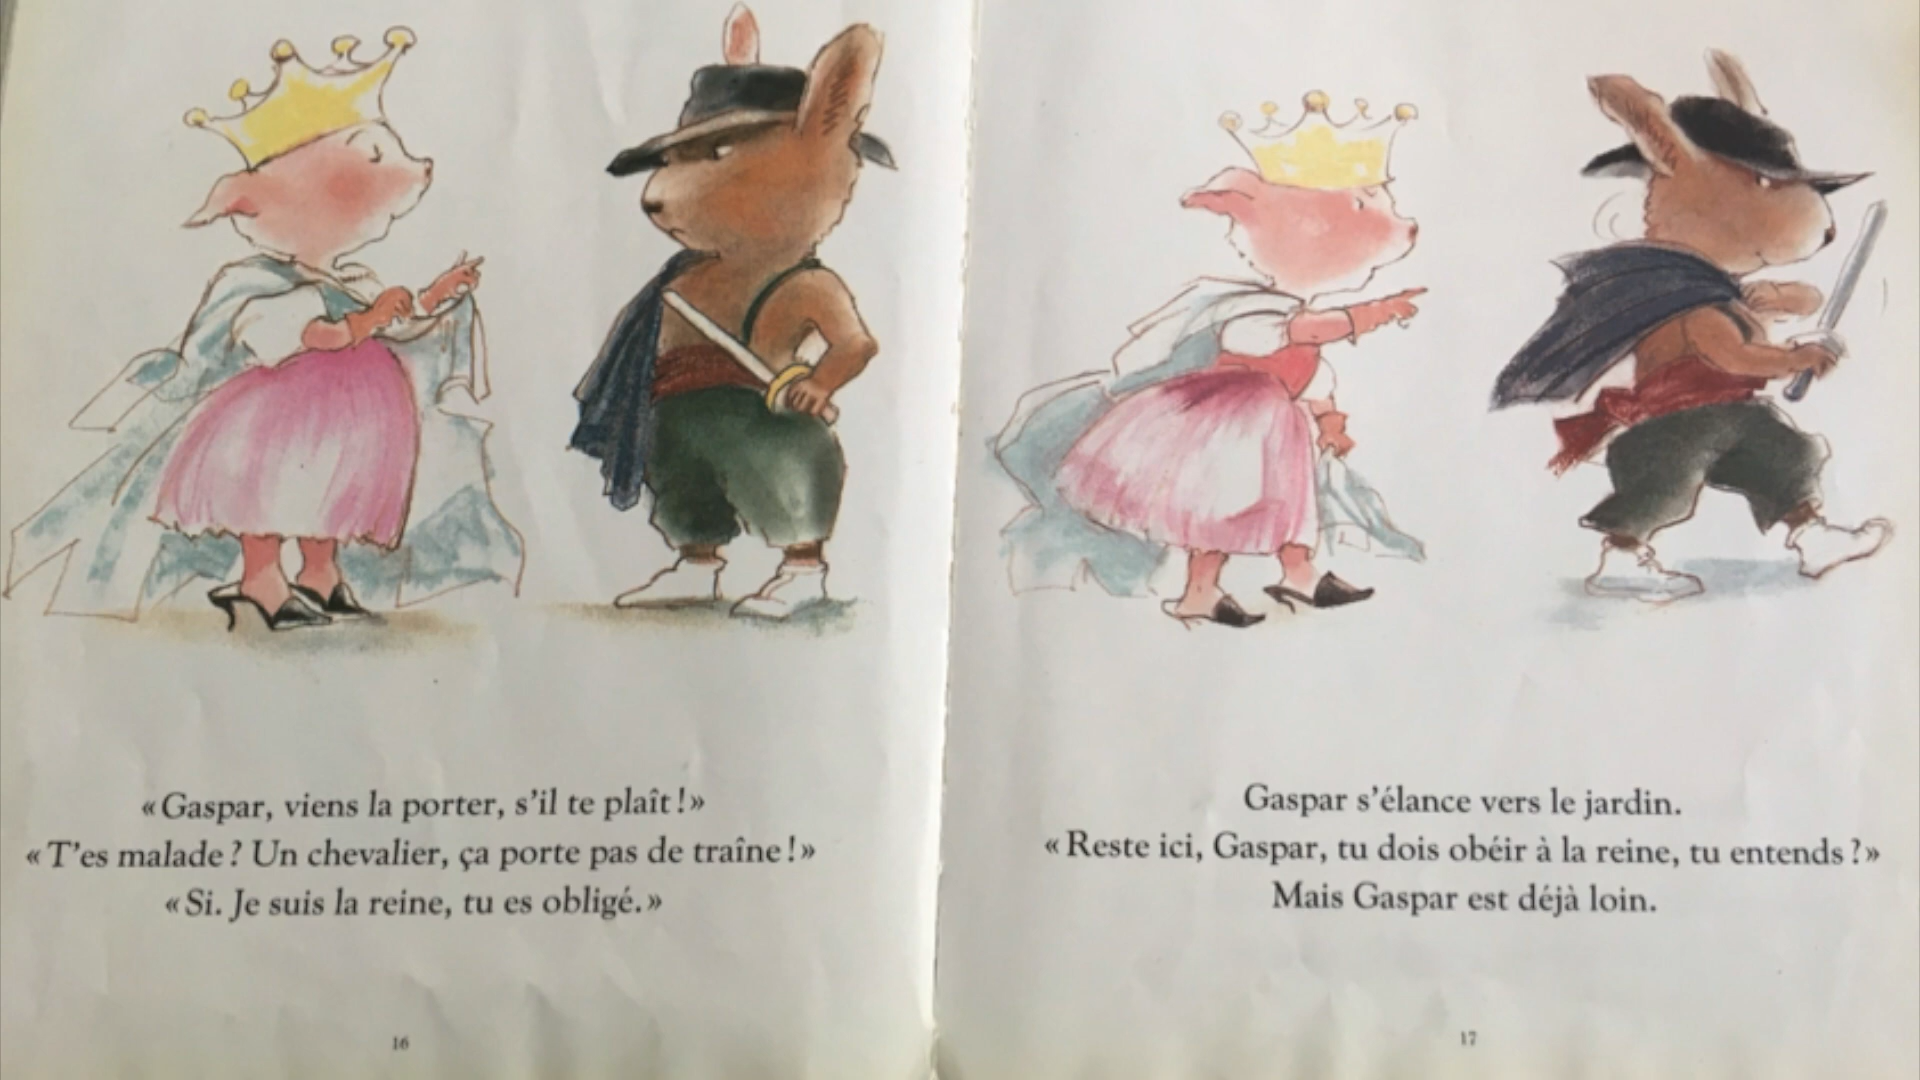 «Gaspar, viens la porter, s'il te plaît!»
«T'es malade? Un chevalier, ça porte pas de traîne!»
«Si. Je suis la reine, tu es obligé.»
16
Gaspar s'élance vers le jardin.
«Reste ici, Gaspar, tu dois obéir à la reine, tu entends?»
Mais Gaspar est déjà loin.
17